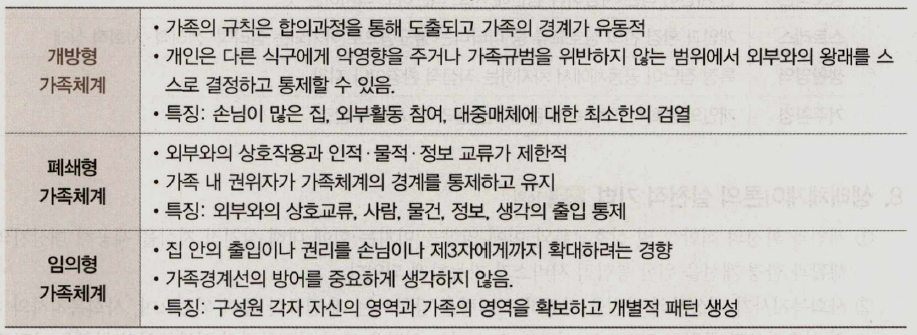 개방형
가족체계
• 가족의 규칙은 합의과정을 통해 도출되고 가족의 경계가 유동적
• 개인은 다른 식구에게 악영향을 주거나 가족규범을 위반하지 않는 범위에서 외부와의 왕래를 스
스로 결정하고 통제할 수 있음.
• 특징: 손님이 많은 집, 외부활동 참여, 대중매체에 대한 최소한의 검열
폐쇄형
가족체계
• 외부와의 상호작용과 인적·물적·정보 교류가 제한적
• 가족 내 권위자가 가족체계의 경계를 통제하고 유지
• 특징: 외부와의 상호교류, 사람, 물건, 정보, 생각의 출입 통제
임의형
가족체계
• 집 안의 출입이나 권리를 손님이나 제3자에게까지 확대하려는 경향
• 가족경계선의 방어를 중요하게 생각하지 않음.
• 특징: 구성원 각자 자신의 영역과 가족의 영역을 확보하고 개별적 패턴 생성